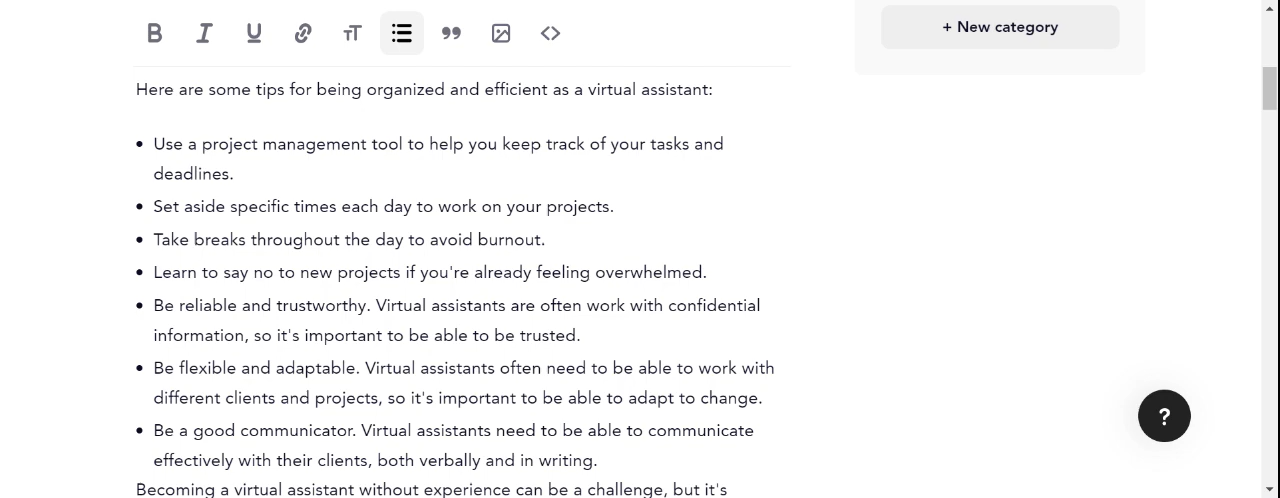 B I U TT ❞ <>
+ New category
Here are some tips for being organized and efficient as a virtual assistant:
• Use a project management tool to help you keep track of your tasks and
deadlines.
• Set aside specific times each day to work on your projects.
• Take breaks throughout the day to avoid burnout.
• Learn to say no to new projects if you're already feeling overwhelmed.
• Be reliable and trustworthy. Virtual assistants are often work with confidential
information, so it's important to be able to be trusted.
• Be flexible and adaptable. Virtual assistants often need to be able to work with
different clients and projects, so it's important to be able to adapt to change.
• Be a good communicator. Virtual assistants need to be able to communicate
effectively with their clients, both verbally and in writing.
Becoming a virtual assistant without experience can be a challenge, but it's
?